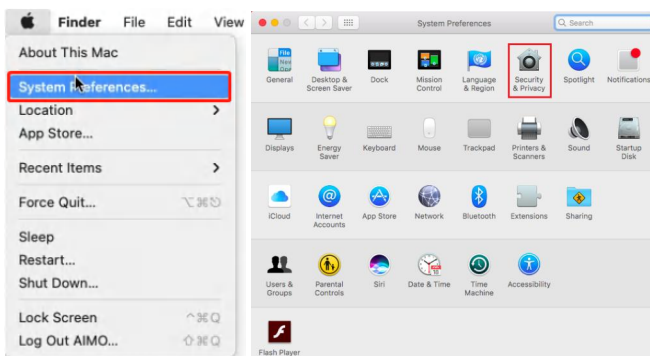 Finder File Edit View
About This Mac
System Preferences...
Location
App Store...
Recent Items
Force Quit... ⌥⌘⎋
Sleep
Restart...
Shut Down...
Lock Screen ^⌘Q
Log Out AIMO... ⇧⌘Q
System Preferences
Search
General
Desktop &
Screen Saver
Dock
Mission
Control
Language
& Region
Security
& Privacy
Spotlight
Notifications
Displays
Energy
Saver
Keyboard
Mouse
Trackpad
Printers &
Scanners
Sound
Startup
Disk
iCloud
Internet
Accounts
App Store
Network
Bluetooth
Extensions
Sharing
Users &
Groups
Parental
Controls
Siri
Date & Time
Time
Machine
Accessibility
Flash Player